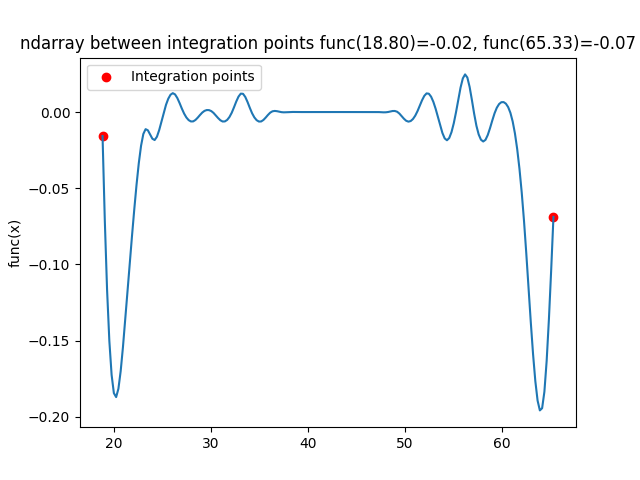 ndarray between integration points func(18.80)=-0.02, func(65.33)=-0.07
Integration points
0.00
−0.05
−0.10
−0.15
−0.20
func(x)
20 30 40 50 60